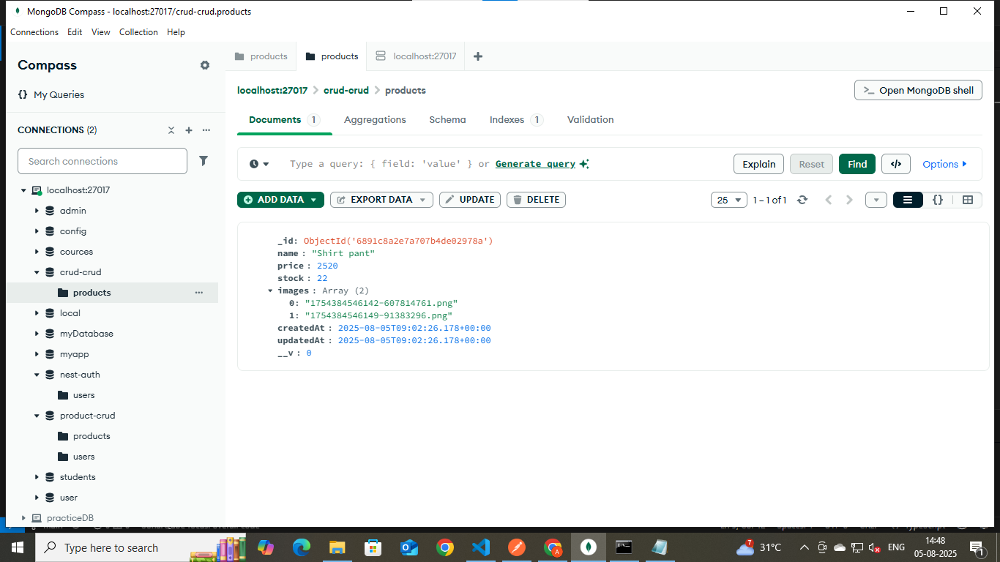 MongoDB Compass - localhost:27017/crud-crud.products
Connections Edit View Collection Help
Compass
{} My Queries
CONNECTIONS (2)
Search connections
localhost:27017
admin
config
cources
crud-crud
products
local
myDatabase
myapp
nest-auth
users
product-crud
products
users
students
user
practiceDB
products products localhost:27017
localhost:27017 > crud-crud > products
>_ Open MongoDB shell
Documents 1 Aggregations Schema Indexes 1 Validation
Type a query: { field: 'value' } or Generate query
Explain Reset Find </> Options
ADD DATA EXPORT DATA UPDATE DELETE
25 1 – 1 of 1 {}
_id: ObjectId('6891c8a2e7a707b4de02978a')
name : "Shirt pant"
price : 2520
stock : 22
images : Array (2)
0: "1754384546142-607814761.png"
1: "1754384546149-91383296.png"
createdAt : 2025-08-05T09:02:26.178+00:00
updatedAt : 2025-08-05T09:02:26.178+00:00
__v : 0
Type here to search
7 31°C ENG 14:48
05-08-2025
1